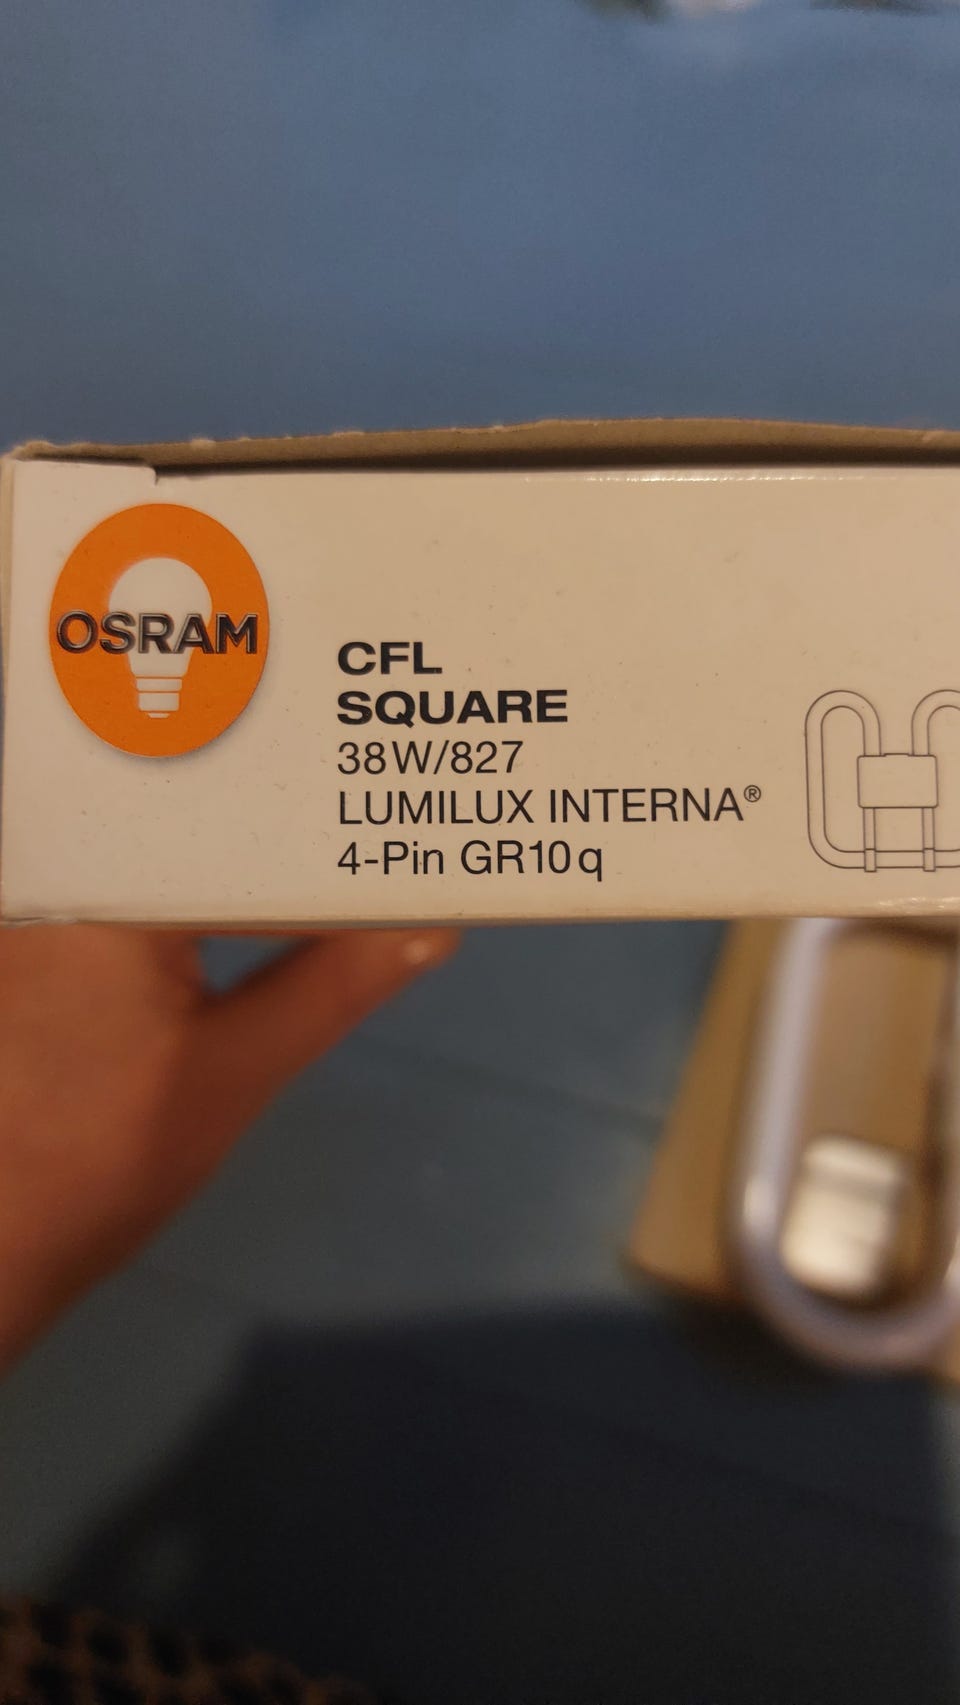 OSRAM
CFL
SQUARE
38W/827
LUMILUX INTERNA®
4-Pin GR10q